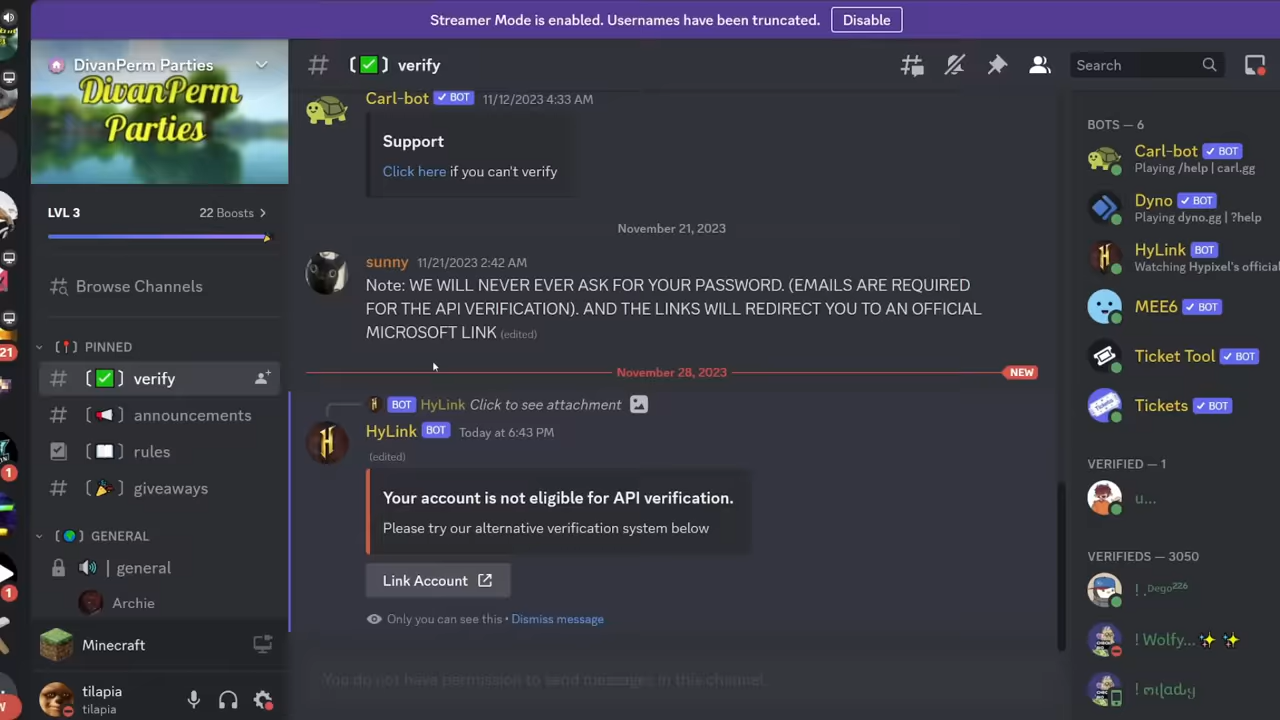 Streamer Mode is enabled. Usernames have been truncated.
Disable
DivanPerm Parties
DivanPerm
Parties
LVL 3
22 Boosts
Browse Channels
PINNED
verify
announcements
rules
giveaways
GENERAL
general
Archie
Minecraft
tilapia
tilapia
21
1
1
verify
Search
Carl-bot BOT 11/12/2023 4:33 AM
Support
Click here if you can't verify
November 21, 2023
sunny 11/21/2023 2:42 AM
Note: WE WILL NEVER EVER ASK FOR YOUR PASSWORD. (EMAILS ARE REQUIRED
FOR THE API VERIFICATION). AND THE LINKS WILL REDIRECT YOU TO AN OFFICIAL
MICROSOFT LINK (edited)
November 28, 2023 NEW
BOT HyLink Click to see attachment
HyLink BOT Today at 6:43 PM
(edited)
Your account is not eligible for API verification.
Please try our alternative verification system below
Link Account
Only you can see this • Dismiss message
You do not have permission to send messages in this channel
BOTS — 6
Carl-bot BOT
Playing /help | carl.gg
Dyno BOT
Playing dyno.gg | ?help
HyLink BOT
Watching Hypixel's official
MEE6 BOT
Ticket Tool BOT
Tickets BOT
VERIFIED — 1
u...
VERIFIEDS — 3050
! . ᴰᵉᵍᵒ²²⁶
! Wolfy...